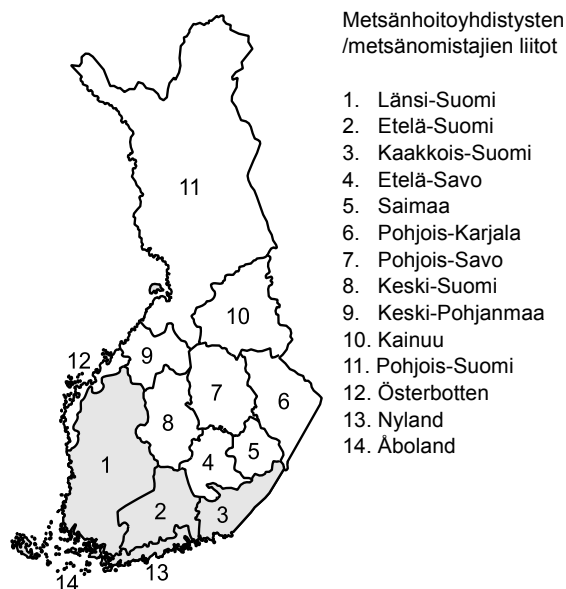 Metsänhoitoyhdistysten
/metsänomistajien liitot
1. Länsi-Suomi
2. Etelä-Suomi
3. Kaakkois-Suomi
4. Etelä-Savo
5. Saimaa
6. Pohjois-Karjala
7. Pohjois-Savo
8. Keski-Suomi
9. Keski-Pohjanmaa
10. Kainuu
11. Pohjois-Suomi
12. Österbotten
13. Nyland
14. Åboland
11
10
12
9
7
6
8
5
4
1
2
3
14
13